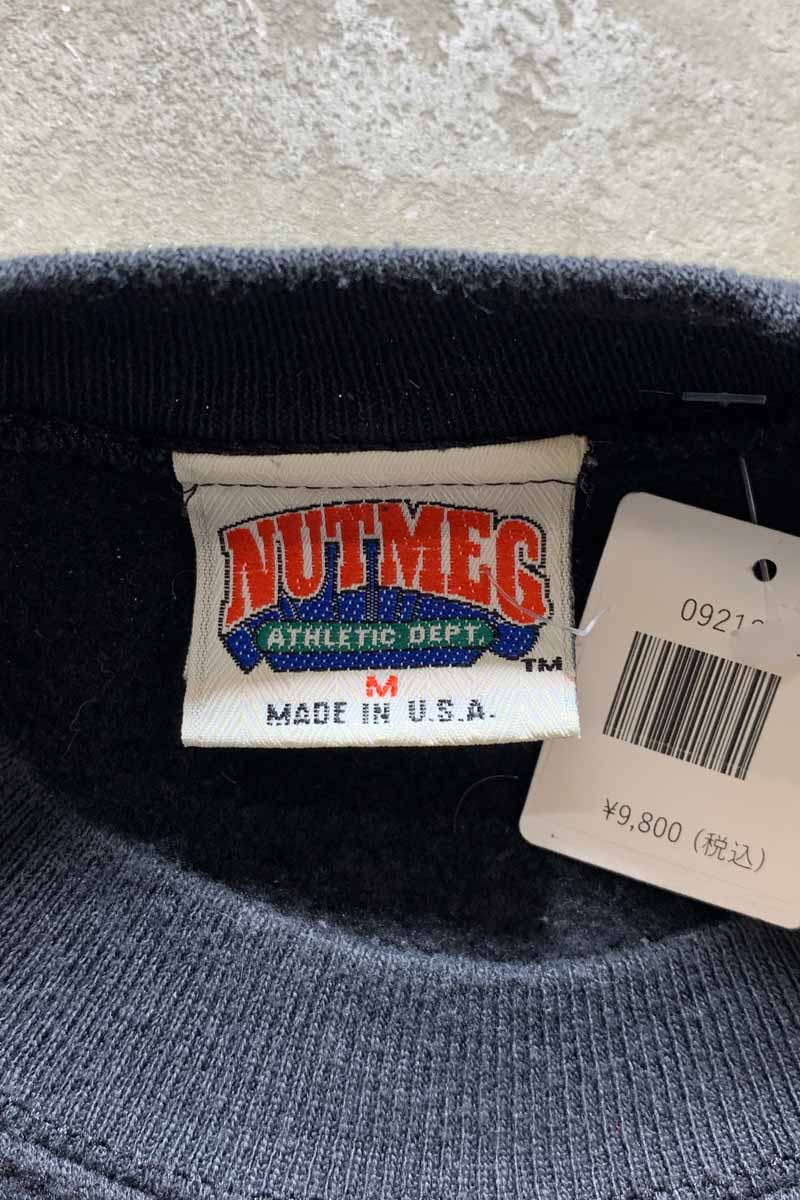 NUTMEG
ATHLETIC DEPT.
TM
M
MADE IN U.S.A.
¥9,800 (税込)